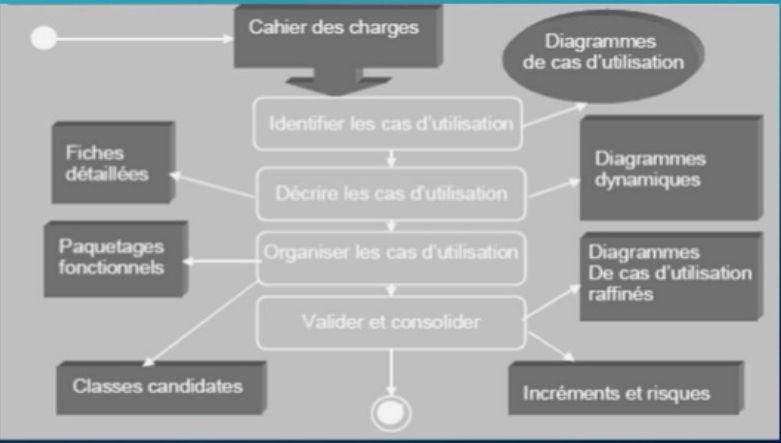 Cahier des charges
Diagrammes
de cas d'utilisation
Identifier les cas d'utilisation
Fiches
détaillées
Diagrammes
dynamiques
Décrire les cas d'utilisation
Paquetages
fonctionnels
Organiser les cas d'utilisation
Diagrammes
De cas d'utilisation
raffinés
Valider et consolider
Classes candidates
Incréments et risques